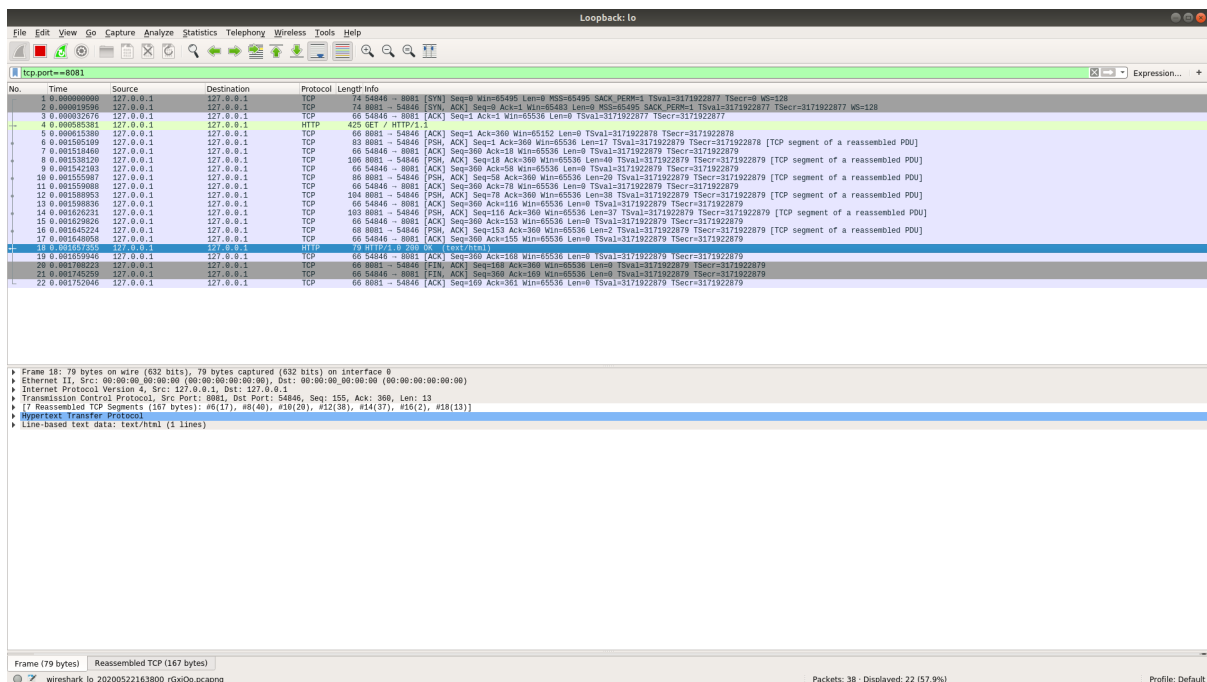 Loopback: lo
File Edit View Go Capture Analyze Statistics Telephony Wireless Tools Help
tcp.port==8081
Expression... +
No. Time Source Destination Protocol Length Info
1 0.000000000 127.0.0.1 127.0.0.1 TCP 74 54846 → 8081 [SYN] Seq=0 Win=65495 Len=0 MSS=65495 SACK_PERM=1 TSval=3171922877 TSecr=0 WS=128
2 0.000019596 127.0.0.1 127.0.0.1 TCP 74 8081 → 54846 [SYN, ACK] Seq=0 Ack=1 Win=65483 Len=0 MSS=65495 SACK_PERM=1 TSval=3171922877 TSecr=3171922877 WS=128
3 0.000032676 127.0.0.1 127.0.0.1 TCP 66 54846 → 8081 [ACK] Seq=1 Ack=1 Win=65536 Len=0 TSval=3171922877 TSecr=3171922877
4 0.000585381 127.0.0.1 127.0.0.1 HTTP 425 GET / HTTP/1.1
5 0.000615380 127.0.0.1 127.0.0.1 TCP 66 8081 → 54846 [ACK] Seq=1 Ack=360 Win=65152 Len=0 TSval=3171922878 TSecr=3171922878
6 0.001505109 127.0.0.1 127.0.0.1 TCP 83 8081 → 54846 [PSH, ACK] Seq=1 Ack=360 Win=65536 Len=17 TSval=3171922879 TSecr=3171922878 [TCP segment of a reassembled PDU]
7 0.001518460 127.0.0.1 127.0.0.1 TCP 66 54846 → 8081 [ACK] Seq=360 Ack=18 Win=65536 Len=0 TSval=3171922879 TSecr=3171922879
8 0.001538120 127.0.0.1 127.0.0.1 TCP 106 8081 → 54846 [PSH, ACK] Seq=18 Ack=360 Win=65536 Len=40 TSval=3171922879 TSecr=3171922879 [TCP segment of a reassembled PDU]
9 0.001542103 127.0.0.1 127.0.0.1 TCP 66 54846 → 8081 [ACK] Seq=360 Ack=58 Win=65536 Len=0 TSval=3171922879 TSecr=3171922879
10 0.001555987 127.0.0.1 127.0.0.1 TCP 86 8081 → 54846 [PSH, ACK] Seq=58 Ack=360 Win=65536 Len=20 TSval=3171922879 TSecr=3171922879 [TCP segment of a reassembled PDU]
11 0.001559088 127.0.0.1 127.0.0.1 TCP 66 54846 → 8081 [ACK] Seq=360 Ack=78 Win=65536 Len=0 TSval=3171922879 TSecr=3171922879
12 0.001588953 127.0.0.1 127.0.0.1 TCP 104 8081 → 54846 [PSH, ACK] Seq=78 Ack=360 Win=65536 Len=38 TSval=3171922879 TSecr=3171922879 [TCP segment of a reassembled PDU]
13 0.001598836 127.0.0.1 127.0.0.1 TCP 66 54846 → 8081 [ACK] Seq=360 Ack=116 Win=65536 Len=0 TSval=3171922879 TSecr=3171922879
14 0.001626231 127.0.0.1 127.0.0.1 TCP 103 8081 → 54846 [PSH, ACK] Seq=116 Ack=360 Win=65536 Len=37 TSval=3171922879 TSecr=3171922879 [TCP segment of a reassembled PDU]
15 0.001629826 127.0.0.1 127.0.0.1 TCP 66 54846 → 8081 [ACK] Seq=360 Ack=153 Win=65536 Len=0 TSval=3171922879 TSecr=3171922879
16 0.001645224 127.0.0.1 127.0.0.1 TCP 68 8081 → 54846 [PSH, ACK] Seq=153 Ack=360 Win=65536 Len=2 TSval=3171922879 TSecr=3171922879 [TCP segment of a reassembled PDU]
17 0.001648058 127.0.0.1 127.0.0.1 TCP 66 54846 → 8081 [ACK] Seq=360 Ack=155 Win=65536 Len=0 TSval=3171922879 TSecr=3171922879
18 0.001657355 127.0.0.1 127.0.0.1 HTTP 79 HTTP/1.0 200 OK (text/html)
19 0.001659946 127.0.0.1 127.0.0.1 TCP 66 54846 → 8081 [ACK] Seq=360 Ack=168 Win=65536 Len=0 TSval=3171922879 TSecr=3171922879
20 0.001708223 127.0.0.1 127.0.0.1 TCP 66 8081 → 54846 [FIN, ACK] Seq=168 Ack=360 Win=65536 Len=0 TSval=3171922879 TSecr=3171922879
21 0.001745259 127.0.0.1 127.0.0.1 TCP 66 54846 → 8081 [FIN, ACK] Seq=360 Ack=169 Win=65536 Len=0 TSval=3171922879 TSecr=3171922879
22 0.001752046 127.0.0.1 127.0.0.1 TCP 66 8081 → 54846 [ACK] Seq=169 Ack=361 Win=65536 Len=0 TSval=3171922879 TSecr=3171922879
Frame 18: 79 bytes on wire (632 bits), 79 bytes captured (632 bits) on interface 0
Ethernet II, Src: 00:00:00_00:00:00 (00:00:00:00:00:00), Dst: 00:00:00_00:00:00 (00:00:00:00:00:00)
Internet Protocol Version 4, Src: 127.0.0.1, Dst: 127.0.0.1
Transmission Control Protocol, Src Port: 8081, Dst Port: 54846, Seq: 155, Ack: 360, Len: 13
[7 Reassembled TCP Segments (167 bytes): #6(17), #8(40), #10(20), #12(38), #14(37), #16(2), #18(13)]
Hypertext Transfer Protocol
Line-based text data: text/html (1 lines)
Frame (79 bytes) Reassembled TCP (167 bytes)
wireshark_lo_20200522163800_rGxiOo.pcapng Packets: 38 · Displayed: 22 (57.9%) Profile: Default